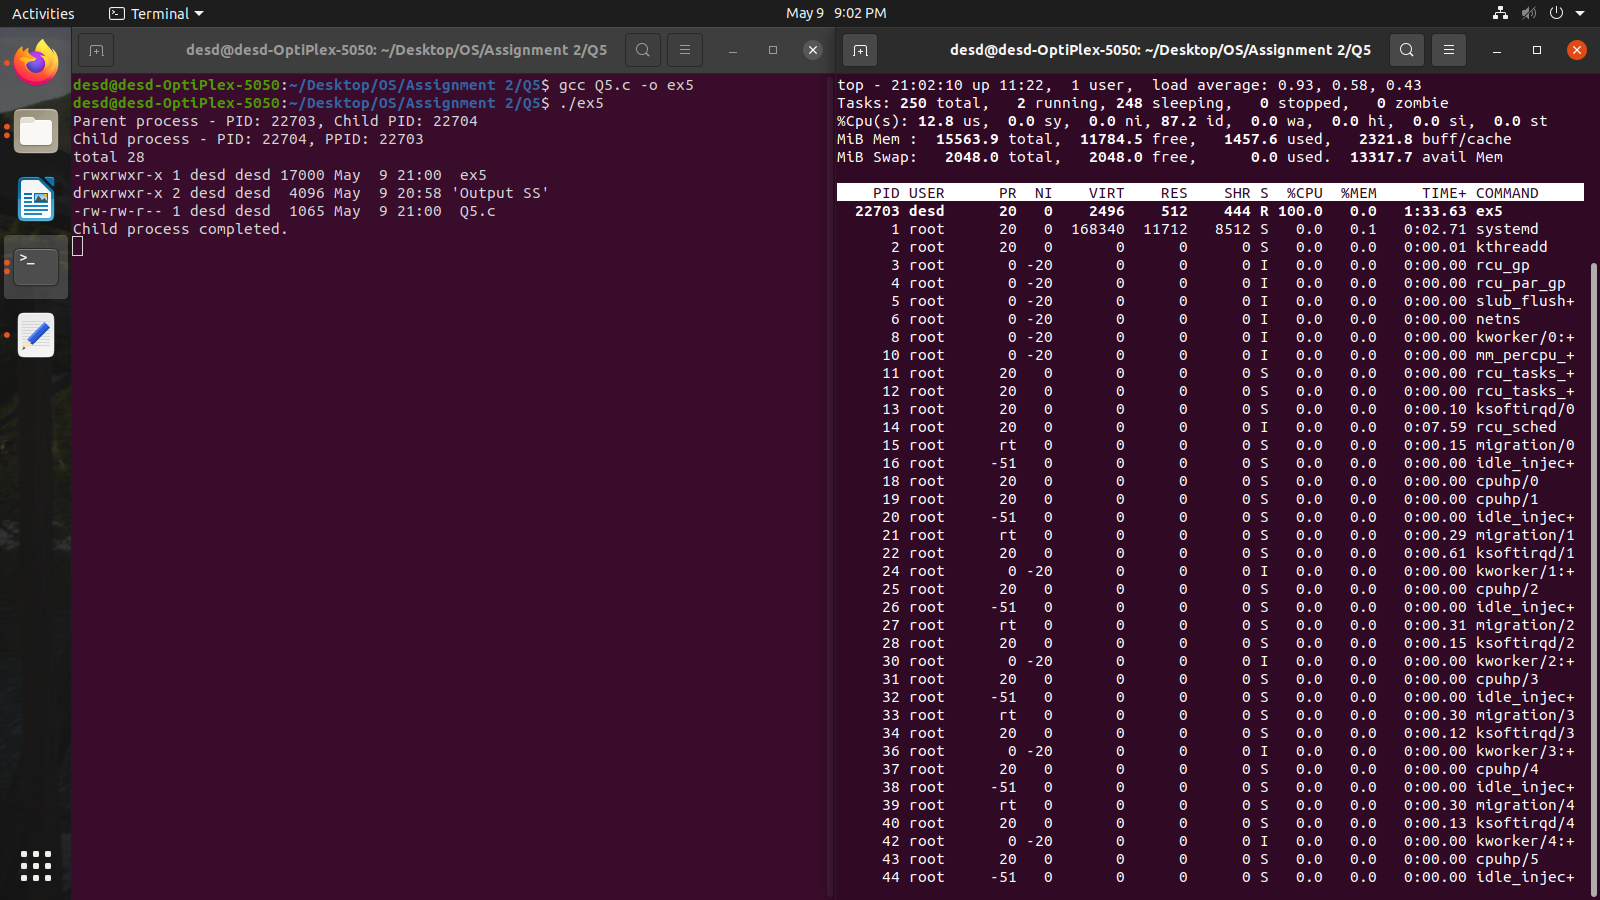 Activities
Terminal
May 9 9:02 PM
desd@desd-OptiPlex-5050: ~/Desktop/OS/Assignment 2/Q5
desd@desd-OptiPlex-5050:~/Desktop/OS/Assignment 2/Q5$ gcc Q5.c -o ex5
desd@desd-OptiPlex-5050:~/Desktop/OS/Assignment 2/Q5$ ./ex5
Parent process - PID: 22703, Child PID: 22704
Child process - PID: 22704, PPID: 22703
total 28
-rwxrwxr-x 1 desd desd 17000 May  9 21:00  ex5
drwxrwxr-x 2 desd desd  4096 May  9 20:58 'Output SS'
-rw-rw-r-- 1 desd desd  1065 May  9 21:00  Q5.c
Child process completed.
>_
desd@desd-OptiPlex-5050: ~/Desktop/OS/Assignment 2/Q5
top - 21:02:10 up 11:22,  1 user,  load average: 0.93, 0.58, 0.43
Tasks: 250 total,   2 running, 248 sleeping,   0 stopped,   0 zombie
%Cpu(s): 12.8 us,  0.0 sy,  0.0 ni, 87.2 id,  0.0 wa,  0.0 hi,  0.0 si,  0.0 st
MiB Mem :  15563.9 total,  11784.5 free,   1457.6 used,   2321.8 buff/cache
MiB Swap:   2048.0 total,   2048.0 free,      0.0 used.  13317.7 avail Mem
PID USER PR NI VIRT RES SHR S %CPU %MEM TIME+ COMMAND
22703 desd 20 0 2496 512 444 R 100.0 0.0 1:33.63 ex5
1 root 20 0 168340 11712 8512 S 0.0 0.1 0:02.71 systemd
2 root 20 0 0 0 0 S 0.0 0.0 0:00.01 kthreadd
3 root 0 -20 0 0 0 I 0.0 0.0 0:00.00 rcu_gp
4 root 0 -20 0 0 0 I 0.0 0.0 0:00.00 rcu_par_gp
5 root 0 -20 0 0 0 I 0.0 0.0 0:00.00 slub_flush+
6 root 0 -20 0 0 0 I 0.0 0.0 0:00.00 netns
8 root 0 -20 0 0 0 I 0.0 0.0 0:00.00 kworker/0:+
10 root 0 -20 0 0 0 I 0.0 0.0 0:00.00 mm_percpu_+
11 root 20 0 0 0 0 S 0.0 0.0 0:00.00 rcu_tasks_+
12 root 20 0 0 0 0 S 0.0 0.0 0:00.00 rcu_tasks_+
13 root 20 0 0 0 0 S 0.0 0.0 0:00.10 ksoftirqd/0
14 root 20 0 0 0 0 I 0.0 0.0 0:07.59 rcu_sched
15 root rt 0 0 0 0 S 0.0 0.0 0:00.15 migration/0
16 root -51 0 0 0 0 S 0.0 0.0 0:00.00 idle_injec+
18 root 20 0 0 0 0 S 0.0 0.0 0:00.00 cpuhp/0
19 root 20 0 0 0 0 S 0.0 0.0 0:00.00 cpuhp/1
20 root -51 0 0 0 0 S 0.0 0.0 0:00.00 idle_injec+
21 root rt 0 0 0 0 S 0.0 0.0 0:00.29 migration/1
22 root 20 0 0 0 0 S 0.0 0.0 0:00.61 ksoftirqd/1
24 root 0 -20 0 0 0 I 0.0 0.0 0:00.00 kworker/1:+
25 root 20 0 0 0 0 S 0.0 0.0 0:00.00 cpuhp/2
26 root -51 0 0 0 0 S 0.0 0.0 0:00.00 idle_injec+
27 root rt 0 0 0 0 S 0.0 0.0 0:00.31 migration/2
28 root 20 0 0 0 0 S 0.0 0.0 0:00.15 ksoftirqd/2
30 root 0 -20 0 0 0 I 0.0 0.0 0:00.00 kworker/2:+
31 root 20 0 0 0 0 S 0.0 0.0 0:00.00 cpuhp/3
32 root -51 0 0 0 0 S 0.0 0.0 0:00.00 idle_injec+
33 root rt 0 0 0 0 S 0.0 0.0 0:00.30 migration/3
34 root 20 0 0 0 0 S 0.0 0.0 0:00.12 ksoftirqd/3
36 root 0 -20 0 0 0 I 0.0 0.0 0:00.00 kworker/3:+
37 root 20 0 0 0 0 S 0.0 0.0 0:00.00 cpuhp/4
38 root -51 0 0 0 0 S 0.0 0.0 0:00.00 idle_injec+
39 root rt 0 0 0 0 S 0.0 0.0 0:00.30 migration/4
40 root 20 0 0 0 0 S 0.0 0.0 0:00.13 ksoftirqd/4
42 root 0 -20 0 0 0 I 0.0 0.0 0:00.00 kworker/4:+
43 root 20 0 0 0 0 S 0.0 0.0 0:00.00 cpuhp/5
44 root -51 0 0 0 0 S 0.0 0.0 0:00.00 idle_injec+